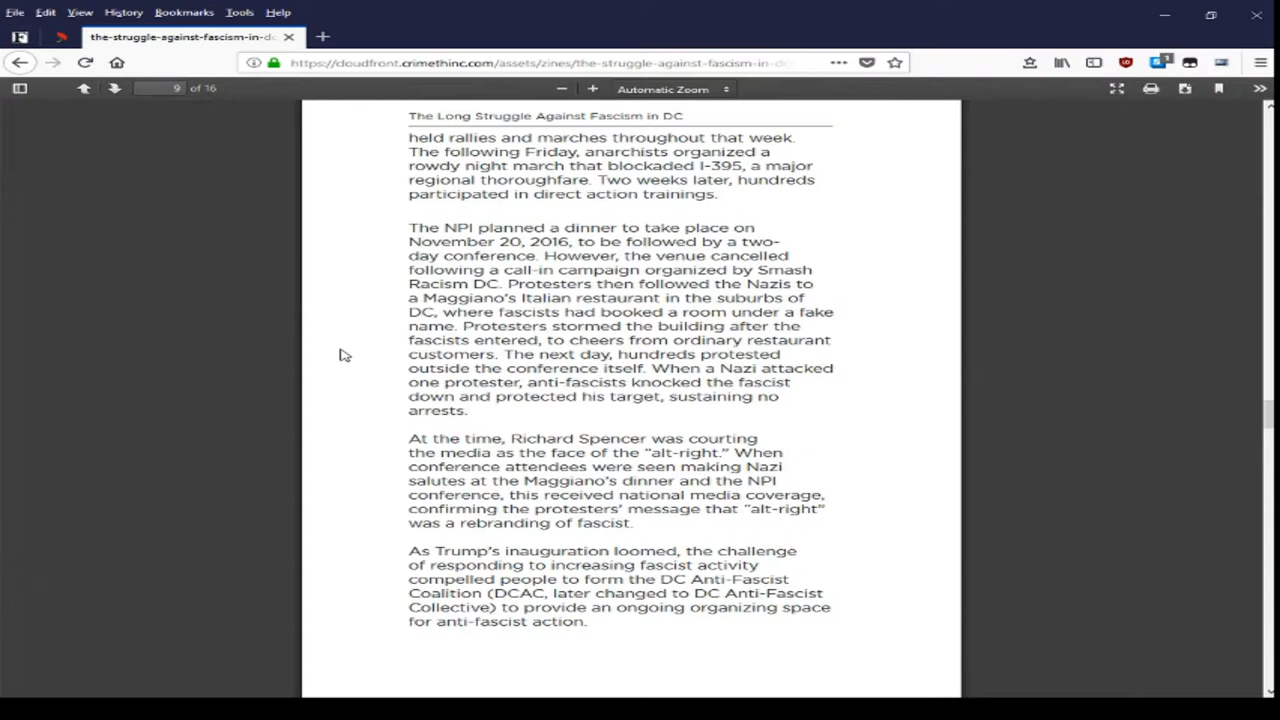 File Edit View History Bookmarks Tools Help
the-struggle-against-fascism-in-dc
https://cloudfront.crimethinc.com/assets/zines/the-struggle-against-fascism-in-d
9 of 16
Automatic Zoom
The Long Struggle Against Fascism in DC
held rallies and marches throughout that week.
The following Friday, anarchists organized a
rowdy night march that blockaded I-395, a major
regional thoroughfare. Two weeks later, hundreds
participated in direct action trainings.
The NPI planned a dinner to take place on
November 20, 2016, to be followed by a two-
day conference. However, the venue cancelled
following a call-in campaign organized by Smash
Racism DC. Protesters then followed the Nazis to
a Maggiano's Italian restaurant in the suburbs of
DC, where fascists had booked a room under a fake
name. Protesters stormed the building after the
fascists entered, to cheers from ordinary restaurant
customers. The next day, hundreds protested
outside the conference itself. When a Nazi attacked
one protester, anti-fascists knocked the fascist
down and protected his target, sustaining no
arrests.
At the time, Richard Spencer was courting
the media as the face of the "alt-right." When
conference attendees were seen making Nazi
salutes at the Maggiano's dinner and the NPI
conference, this received national media coverage,
confirming the protesters' message that "alt-right"
was a rebranding of fascist.
As Trump's inauguration loomed, the challenge
of responding to increasing fascist activity
compelled people to form the DC Anti-Fascist
Coalition (DCAC, later changed to DC Anti-Fascist
Collective) to provide an ongoing organizing space
for anti-fascist action.